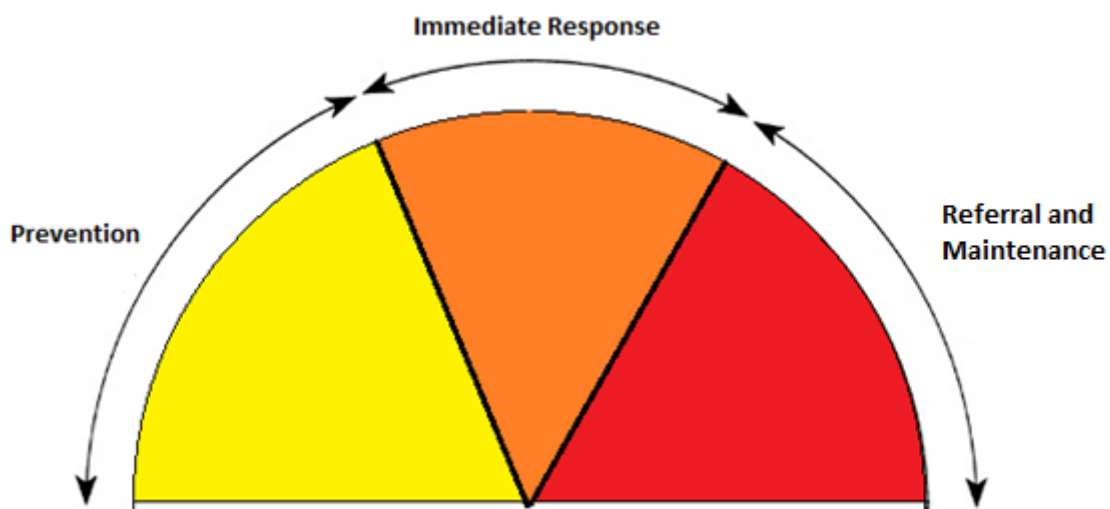 Immediate Response
Prevention
Referral and
Maintenance